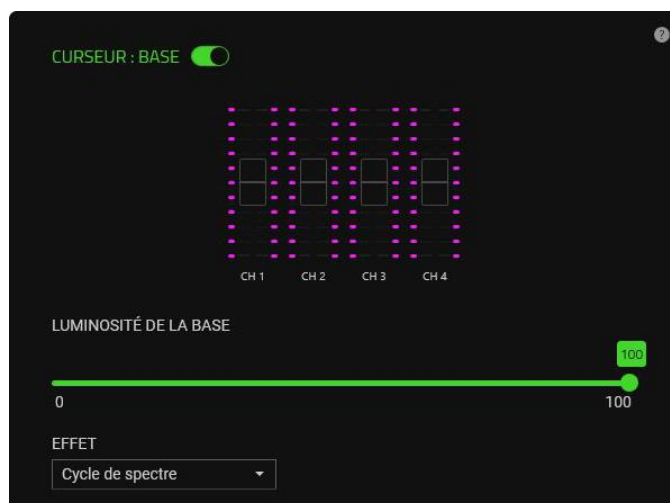 ?
CURSEUR : BASE
CH 1 CH 2 CH 3 CH 4
LUMINOSITÉ DE LA BASE
100
0 100
EFFET
Cycle de spectre